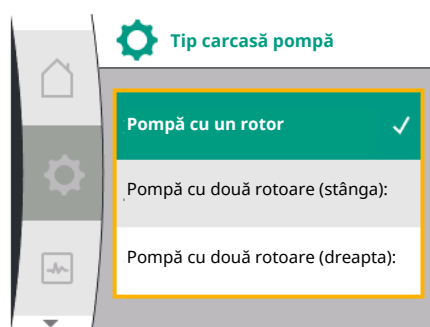 Tip carcasă pompă
Pompă cu un rotor
Pompă cu două rotoare (stânga):
Pompă cu două rotoare (dreapta):